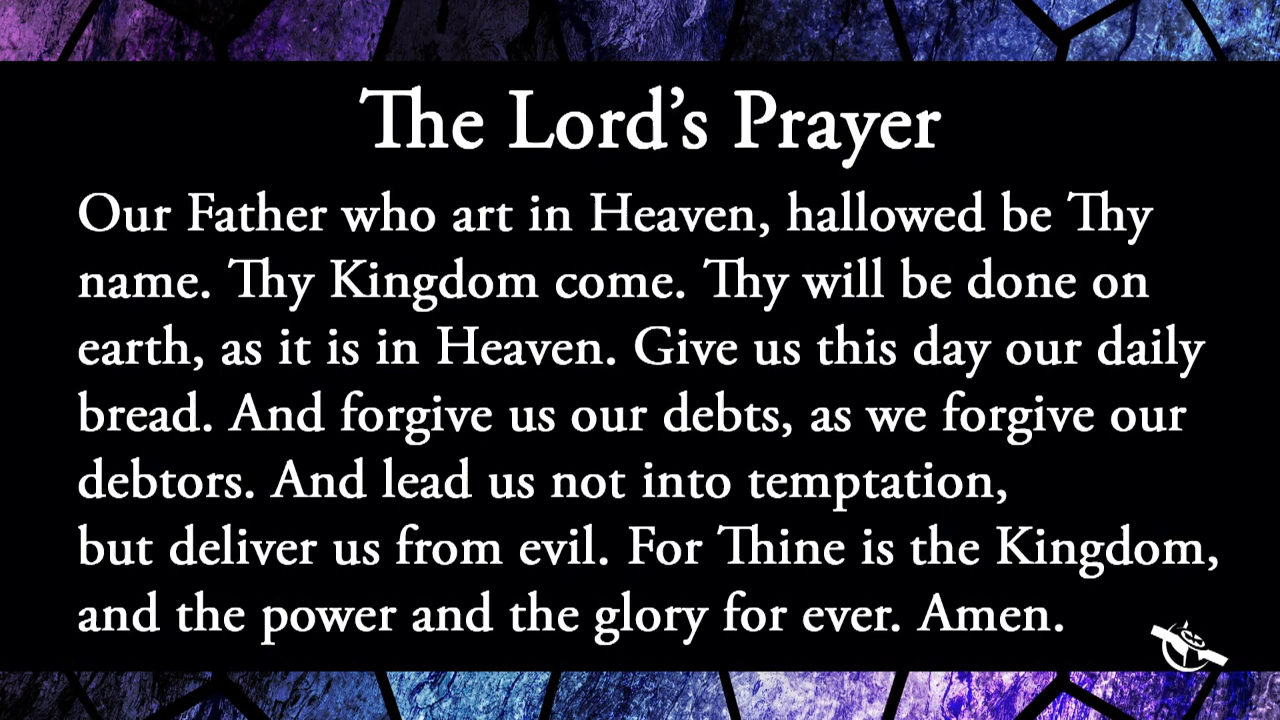 The Lord’s Prayer
Our Father who art in Heaven, hallowed be Thy
name. Thy Kingdom come. Thy will be done on
earth, as it is in Heaven. Give us this day our daily
bread. And forgive us our debts, as we forgive our
debtors. And lead us not into temptation,
but deliver us from evil. For Thine is the Kingdom,
and the power and the glory for ever. Amen.